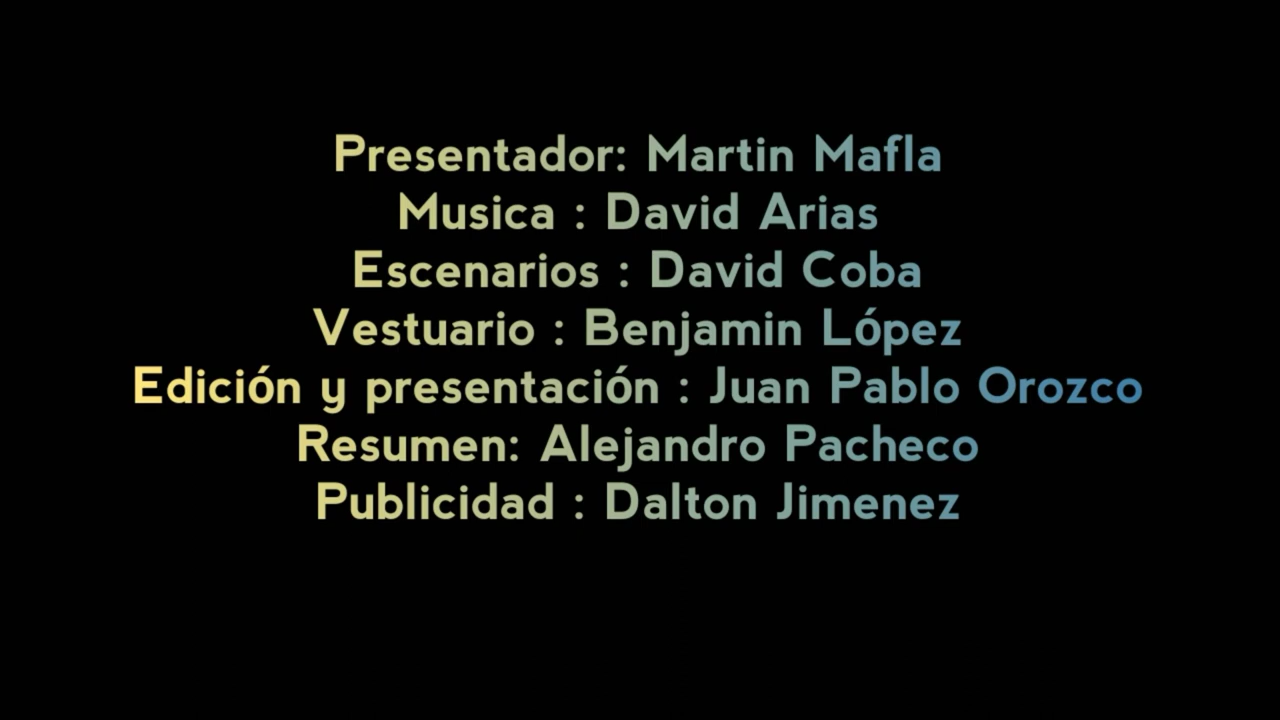 Presentador: Martin Mafla
Musica : David Arias
Escenarios : David Coba
Vestuario : Benjamin López
Edición y presentación : Juan Pablo Orozco
Resumen: Alejandro Pacheco
Publicidad : Dalton Jimenez